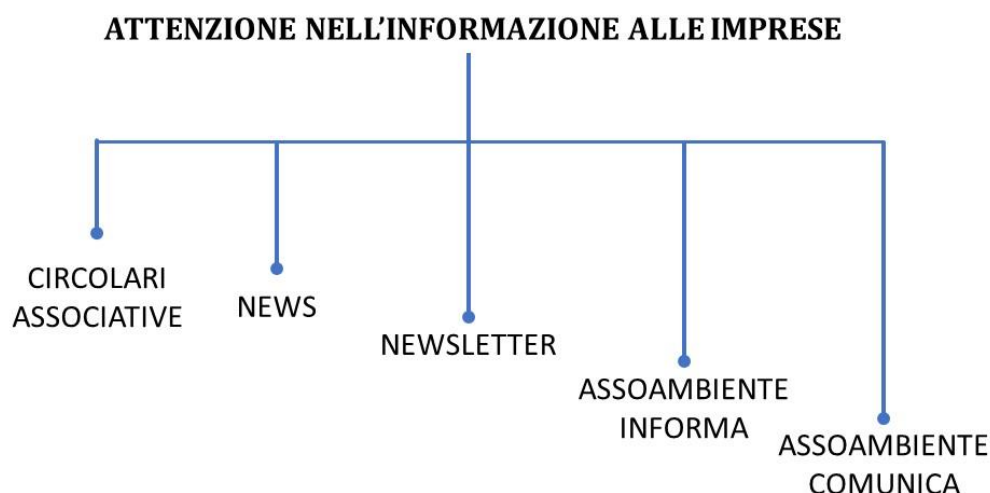 ATTENZIONE NELL'INFORMAZIONE ALLE IMPRESE
CIRCOLARI
ASSOCIATIVE
NEWS
NEWSLETTER
ASSOAMBIENTE
INFORMA
ASSOAMBIENTE
COMUNICA